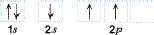 ↑↓ ↓ ↑ ↑
1s 2s 2p